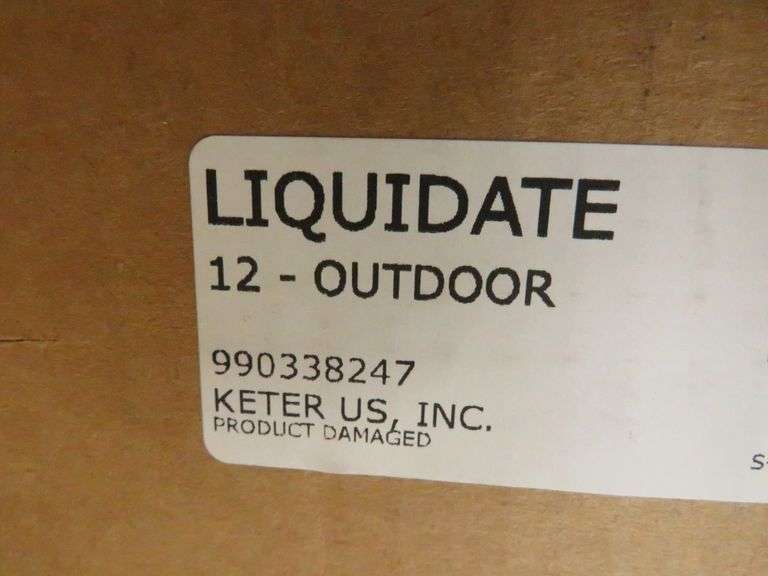 LIQUIDATE
12 - OUTDOOR
990338247
KETER US, INC.
PRODUCT DAMAGED